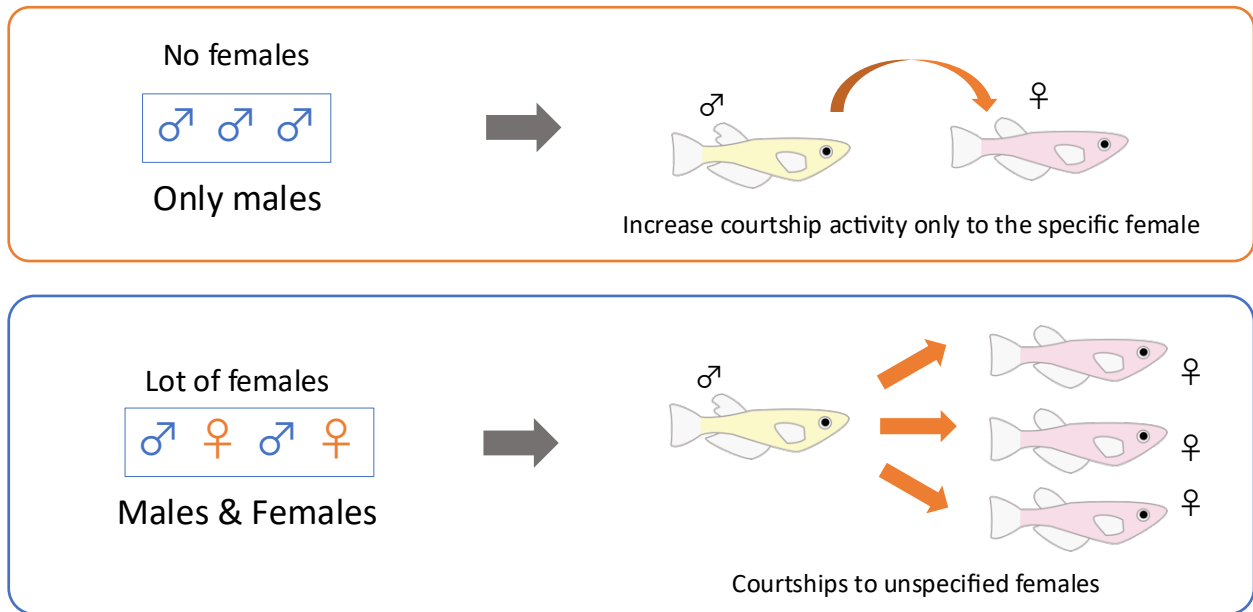 No females
♂ ♂ ♂
Only males
♂
♀
Increase courtship activity only to the specific female
Lot of females
♂ ♀ ♂ ♀
Males & Females
♂
♀
♀
♀
Courtships to unspecified females